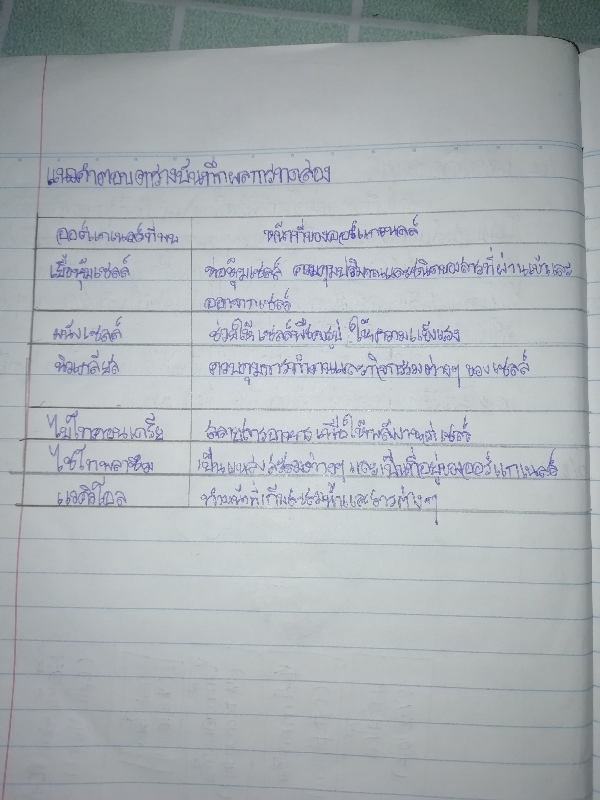 เฉลยคำตอบตารางบันทึกผลการทดลอง
ออร์แกเนลล์ที่พบ หน้าที่ของออร์แกเนลล์
เยื่อหุ้มเซลล์ ห่อหุ้มเซลล์ ควบคุมปริมาณและชนิดของสารที่ผ่านเข้าและ
ออกจากเซลล์
ผนังเซลล์ ช่วยให้เซลล์พืชคงรูป ให้ความแข็งแรง
นิวเคลียส ควบคุมการทำงานและกิจกรรมต่างๆ ของเซลล์
ไมโทคอนเดรีย สลายสารอาหารเพื่อให้พลังงานแก่เซลล์
ไซโทพลาซึม เป็นแหล่งรวมต่างๆ และเป็นที่อยู่ของออร์แกเนลล์
แวคิวโอล ทำหน้าที่เก็บสะสมน้ำและสารต่างๆ